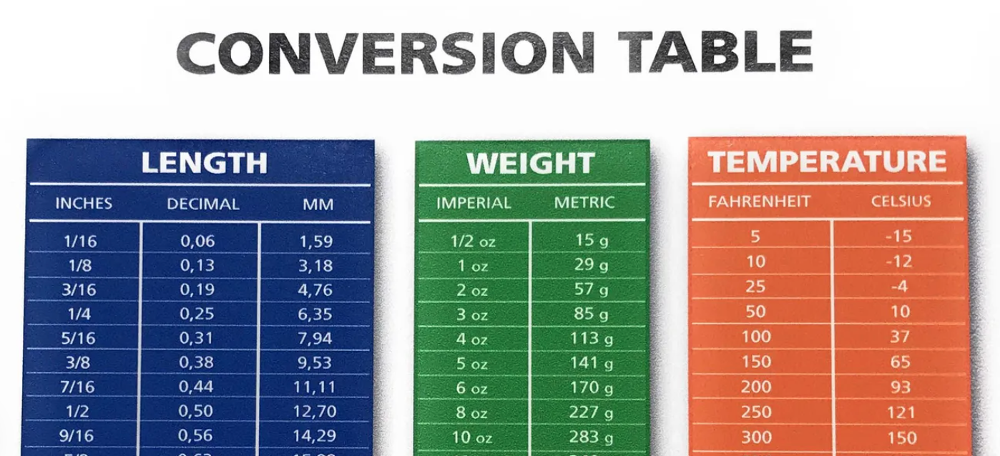 CONVERSION TABLE
LENGTH
INCHES DECIMAL MM
1/16 0,06 1,59
1/8 0,13 3,18
3/16 0,19 4,76
1/4 0,25 6,35
5/16 0,31 7,94
3/8 0,38 9,53
7/16 0,44 11,11
1/2 0,50 12,70
9/16 0,56 14,29
WEIGHT
IMPERIAL METRIC
1/2 oz 15 g
1 oz 29 g
2 oz 57 g
3 oz 85 g
4 oz 113 g
5 oz 141 g
6 oz 170 g
8 oz 227 g
10 oz 283 g
TEMPERATURE
FAHRENHEIT CELSIUS
5 -15
10 -12
25 -4
50 10
100 37
150 65
200 93
250 121
300 150